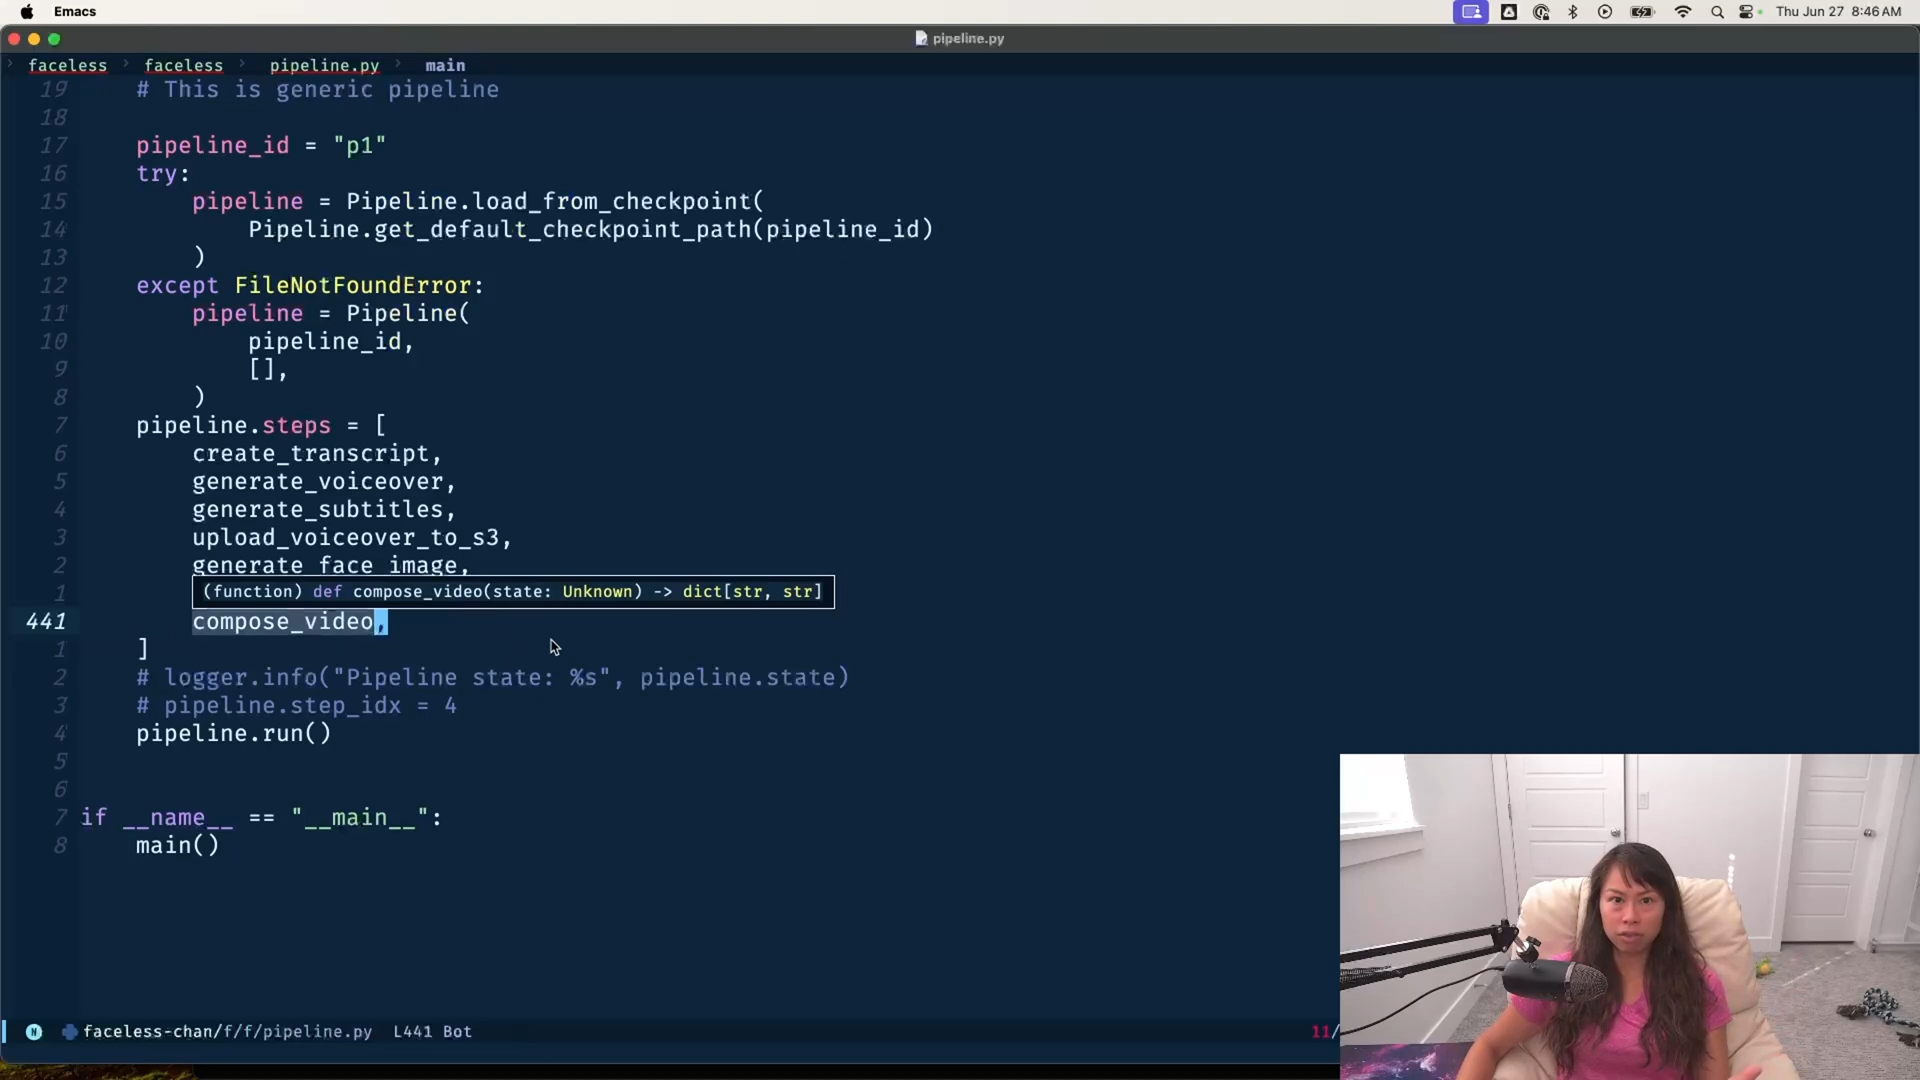 Emacs
Thu Jun 27 8:46 AM
pipeline.py
faceless > faceless > pipeline.py > main
19 # This is generic pipeline
18
17 pipeline_id = "p1"
16 try:
15 pipeline = Pipeline.load_from_checkpoint(
14 Pipeline.get_default_checkpoint_path(pipeline_id)
13 )
12 except FileNotFoundError:
11 pipeline = Pipeline(
10 pipeline_id,
9 [],
8 )
7 pipeline.steps = [
6 create_transcript,
5 generate_voiceover,
4 generate_subtitles,
3 upload_voiceover_to_s3,
2 generate_face_image,
1 (function) def compose_video(state: Unknown) -> dict[str, str]
441 compose_video,
1 ]
2 # logger.info("Pipeline state: %s", pipeline.state)
3 # pipeline.step_idx = 4
4 pipeline.run()
5
6
7 if __name__ == "__main__":
8 main()
N faceless-chan/f/f/pipeline.py L441 Bot 11/